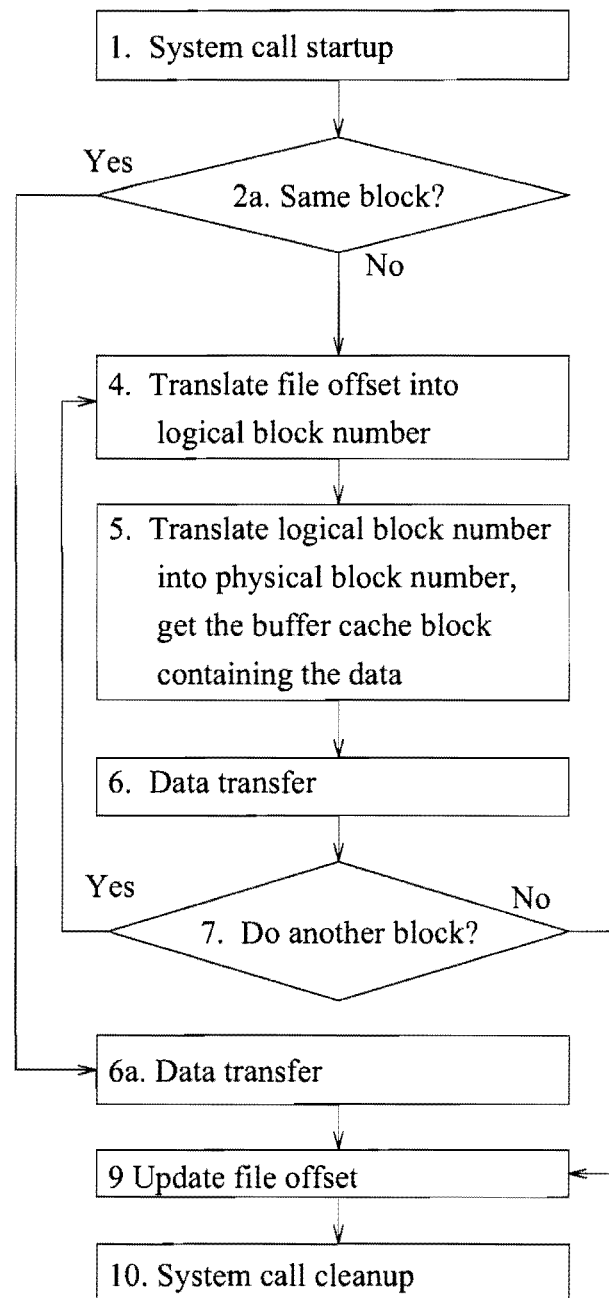 1. System call startup
Yes
2a. Same block?
No
4. Translate file offset into
logical block number
5. Translate logical block number
into physical block number,
get the buffer cache block
containing the data
6. Data transfer
Yes
No
7. Do another block?
6a. Data transfer
9 Update file offset
10. System call cleanup